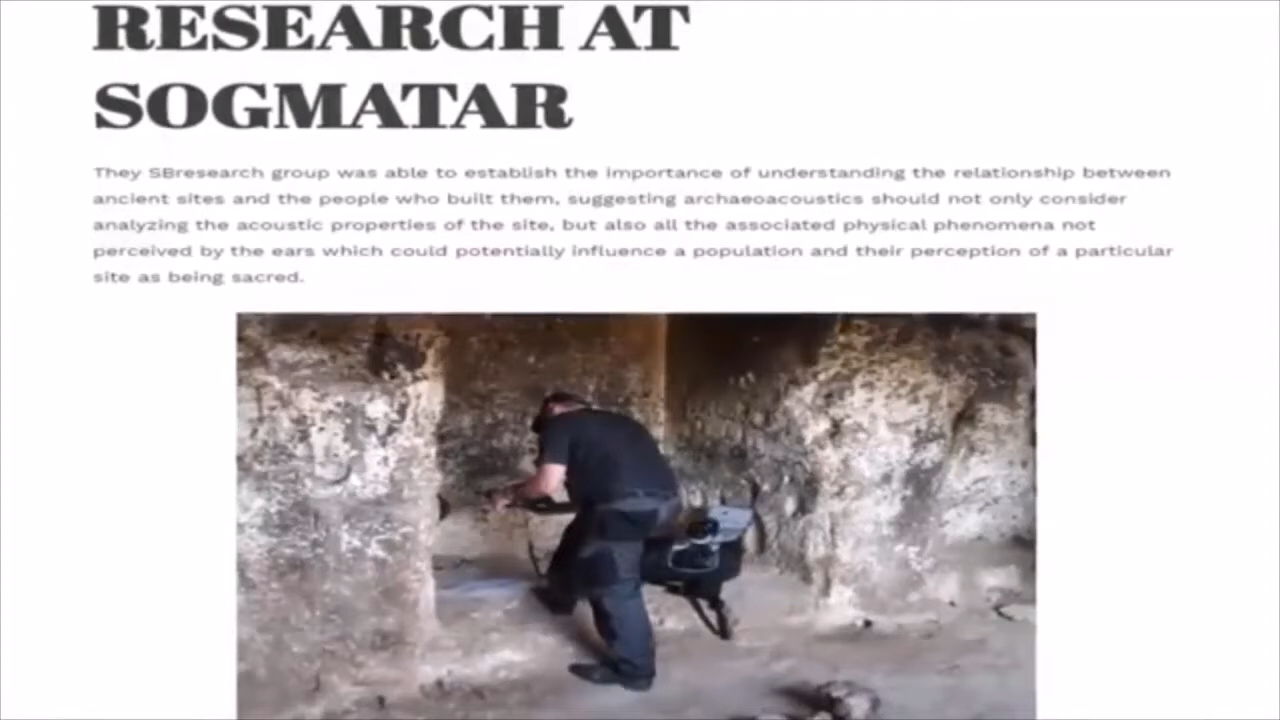 RESEARCH AT
SOGMATAR
They SBresearch group was able to establish the importance of understanding the relationship between
ancient sites and the people who built them, suggesting archaeoacoustics should not only consider
analyzing the acoustic properties of the site, but also all the associated physical phenomena not
perceived by the ears which could potentially influence a population and their perception of a particular
site as being sacred.